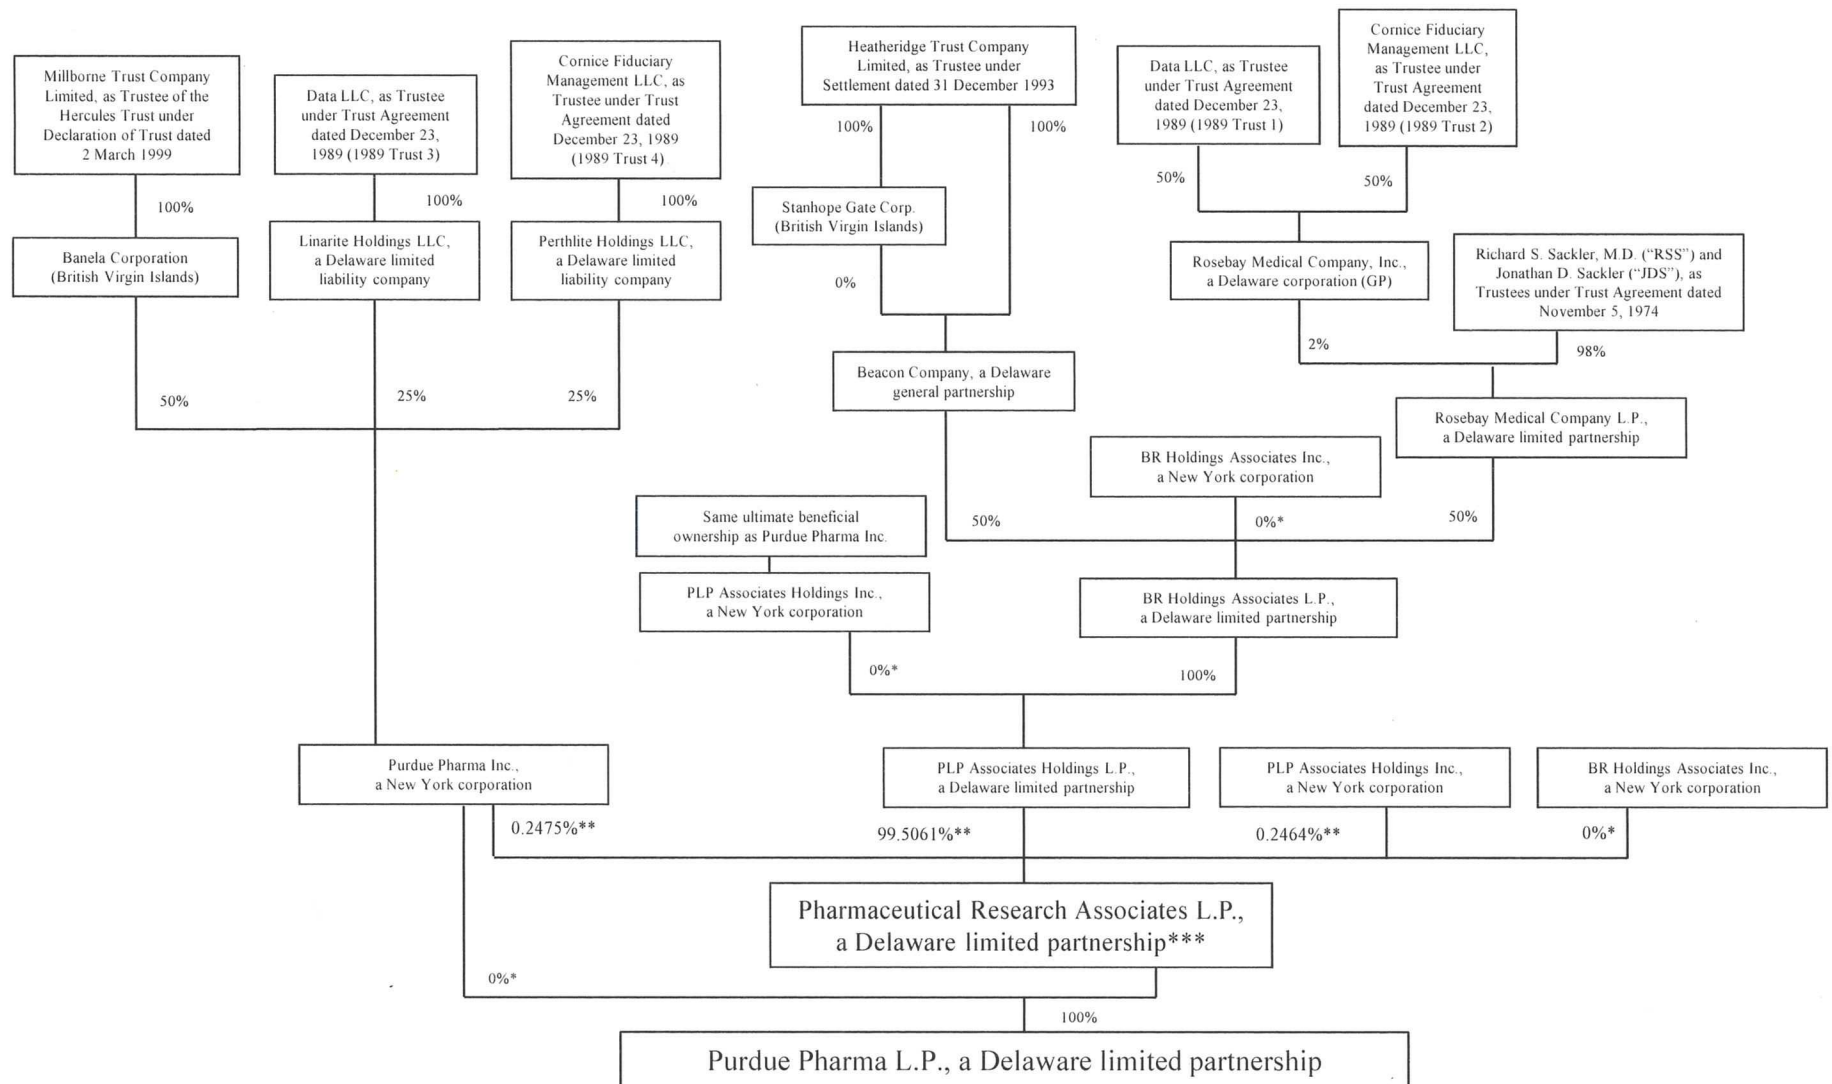 Millborne Trust Company
Limited, as Trustee of the
Hercules Trust under
Declaration of Trust dated
2 March 1999
Data LLC, as Trustee
under Trust Agreement
dated December 23,
1989 (1989 Trust 3)
Cornice Fiduciary
Management LLC, as
Trustee under Trust
Agreement dated
December 23, 1989
(1989 Trust 4)
Heatheridge Trust Company
Limited, as Trustee under
Settlement dated 31 December 1993
Data LLC, as Trustee
under Trust Agreement
dated December 23,
1989 (1989 Trust 1)
Cornice Fiduciary
Management LLC,
as Trustee under
Trust Agreement
dated December 23,
1989 (1989 Trust 2)
100%
100%
100%
100%
100%
50%
50%
Banela Corporation
(British Virgin Islands)
Linarite Holdings LLC,
a Delaware limited
liability company
Perthlite Holdings LLC,
a Delaware limited
liability company
Stanhope Gate Corp.
(British Virgin Islands)
0%
Rosebay Medical Company, Inc.,
a Delaware corporation (GP)
Richard S. Sackler, M.D. (“RSS”) and
Jonathan D. Sackler (“JDS”), as
Trustees under Trust Agreement dated
November 5, 1974
2%
98%
50%
25%
25%
Beacon Company, a Delaware
general partnership
Rosebay Medical Company L.P.,
a Delaware limited partnership
BR Holdings Associates Inc.,
a New York corporation
50%
0%*
50%
Same ultimate beneficial
ownership as Purdue Pharma Inc.
PLP Associates Holdings Inc.,
a New York corporation
BR Holdings Associates L.P.,
a Delaware limited partnership
0%*
100%
Purdue Pharma Inc.,
a New York corporation
PLP Associates Holdings L.P.,
a Delaware limited partnership
PLP Associates Holdings Inc.,
a New York corporation
BR Holdings Associates Inc.,
a New York corporation
0.2475%**
99.5061%**
0.2464%**
0%*
Pharmaceutical Research Associates L.P.,
a Delaware limited partnership***
0%*
100%
Purdue Pharma L.P., a Delaware limited partnership